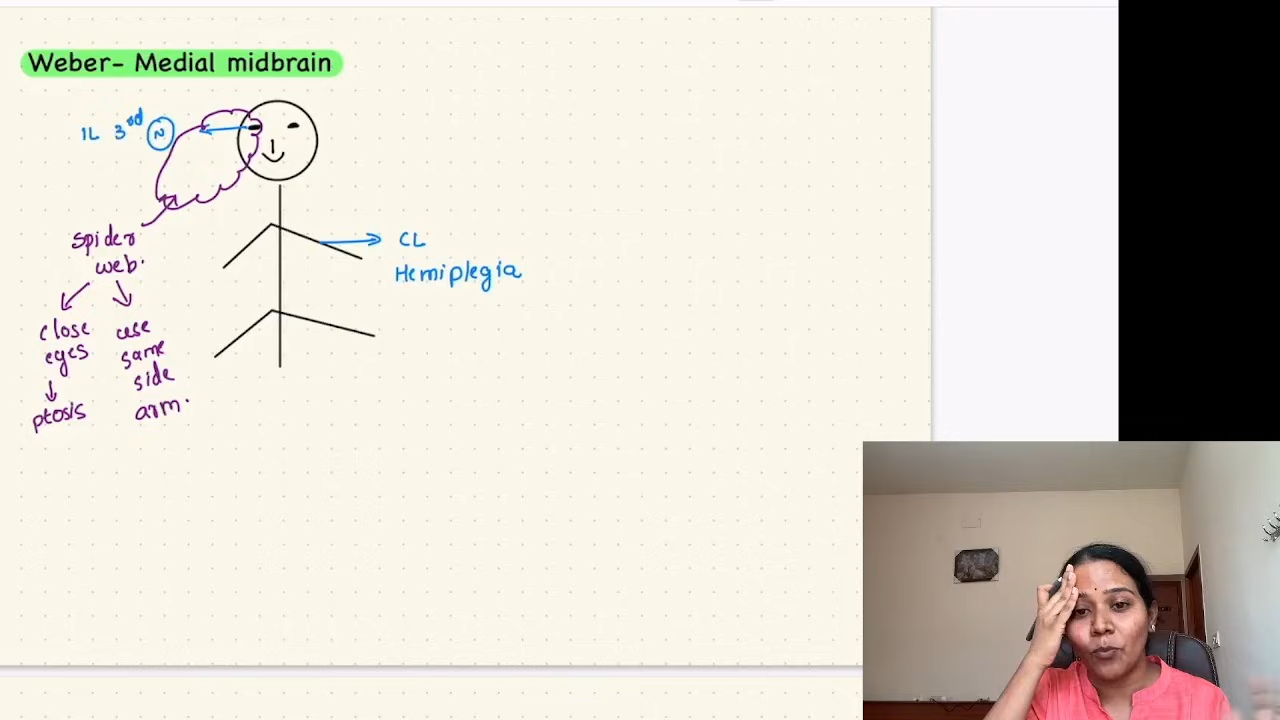 Weber- Medial midbrain
IL 3rd N
CL
Hemiplegia
Spider
web.
close
eyes
ptosis
use
same
side
arm.